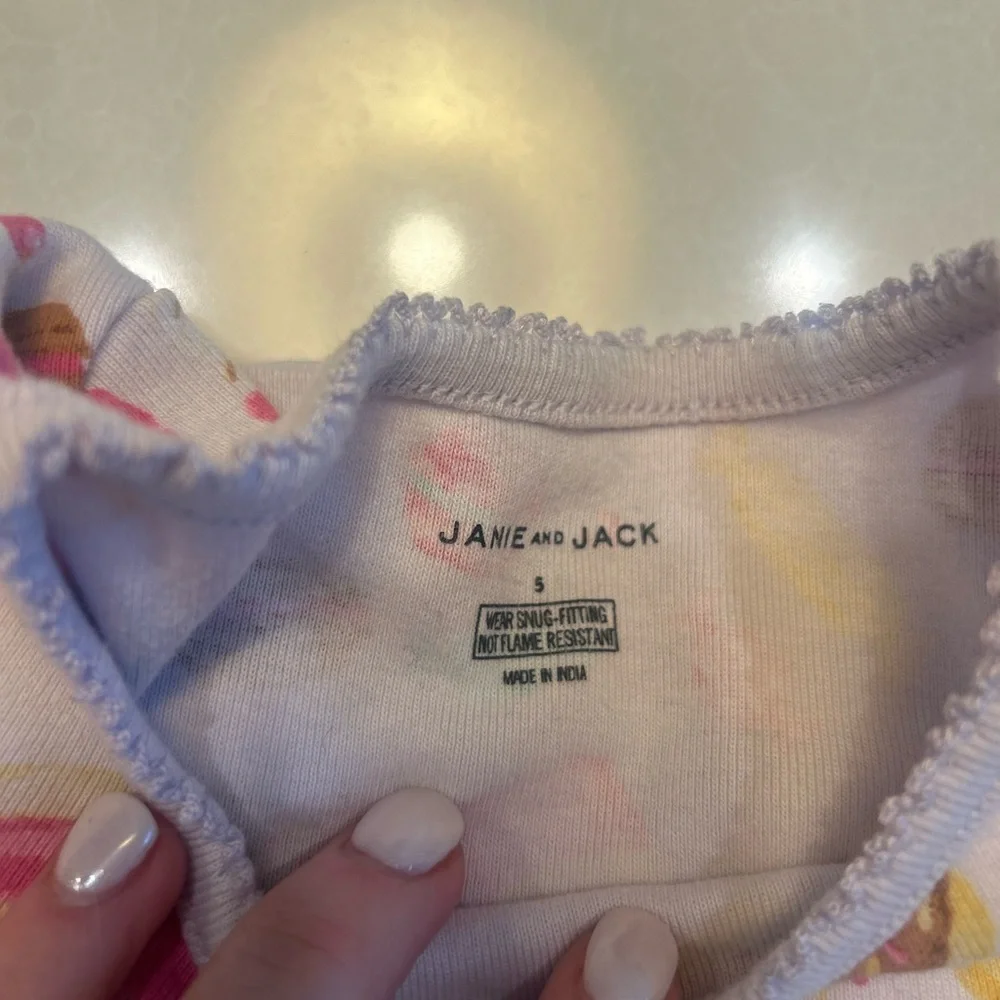 JANIE AND JACK
5
WEAR SNUG-FITTING
NOT FLAME RESISTANT
MADE IN INDIA